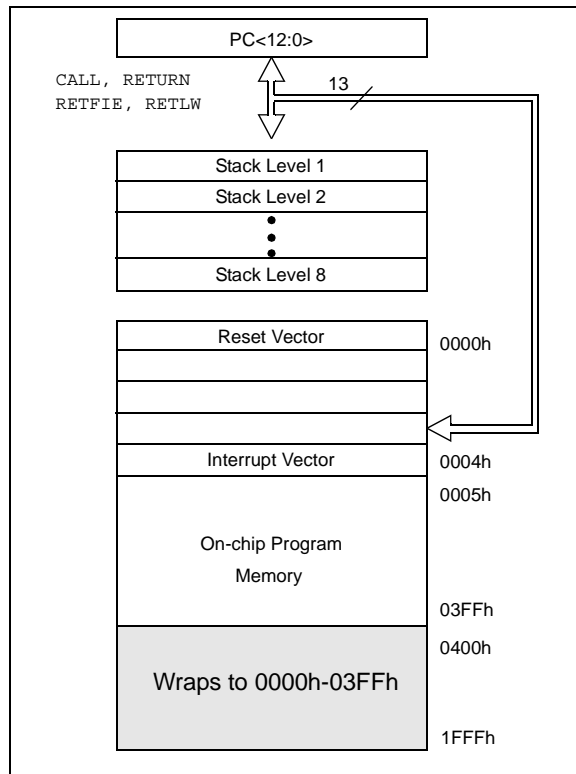 PC<12:0>
CALL, RETURN
RETFIE, RETLW
13
Stack Level 1
Stack Level 2
Stack Level 8
Reset Vector
0000h
Interrupt Vector
0004h
0005h
On-chip Program
Memory
03FFh
0400h
Wraps to 0000h-03FFh
1FFFh